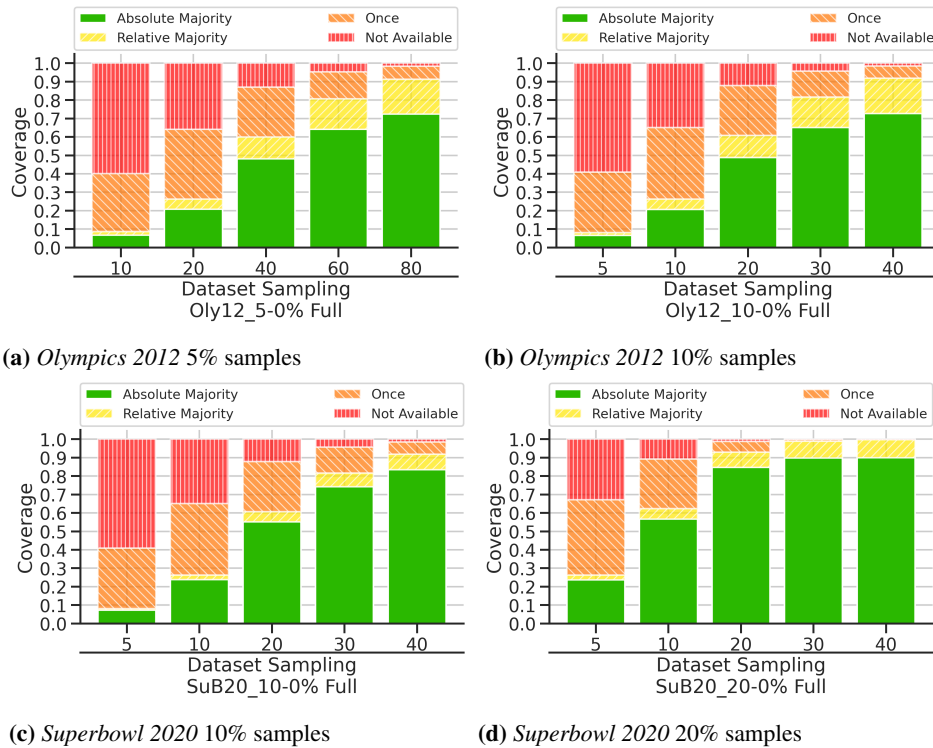 Absolute Majority Once
Relative Majority Not Available
Coverage
1.0
0.9
0.8
0.7
0.6
0.5
0.4
0.3
0.2
0.1
0.0
10 20 40 60 80
Dataset Sampling
Oly12_5-0% Full
(a) Olympics 2012 5% samples
Absolute Majority Once
Relative Majority Not Available
Coverage
1.0
0.9
0.8
0.7
0.6
0.5
0.4
0.3
0.2
0.1
0.0
5 10 20 30 40
Dataset Sampling
Oly12_10-0% Full
(b) Olympics 2012 10% samples
Absolute Majority Once
Relative Majority Not Available
Coverage
1.0
0.9
0.8
0.7
0.6
0.5
0.4
0.3
0.2
0.1
0.0
5 10 20 30 40
Dataset Sampling
SuB20_10-0% Full
(c) Superbowl 2020 10% samples
Absolute Majority Once
Relative Majority Not Available
Coverage
1.0
0.9
0.8
0.7
0.6
0.5
0.4
0.3
0.2
0.1
0.0
5 10 20 30 40
Dataset Sampling
SuB20_20-0% Full
(d) Superbowl 2020 20% samples